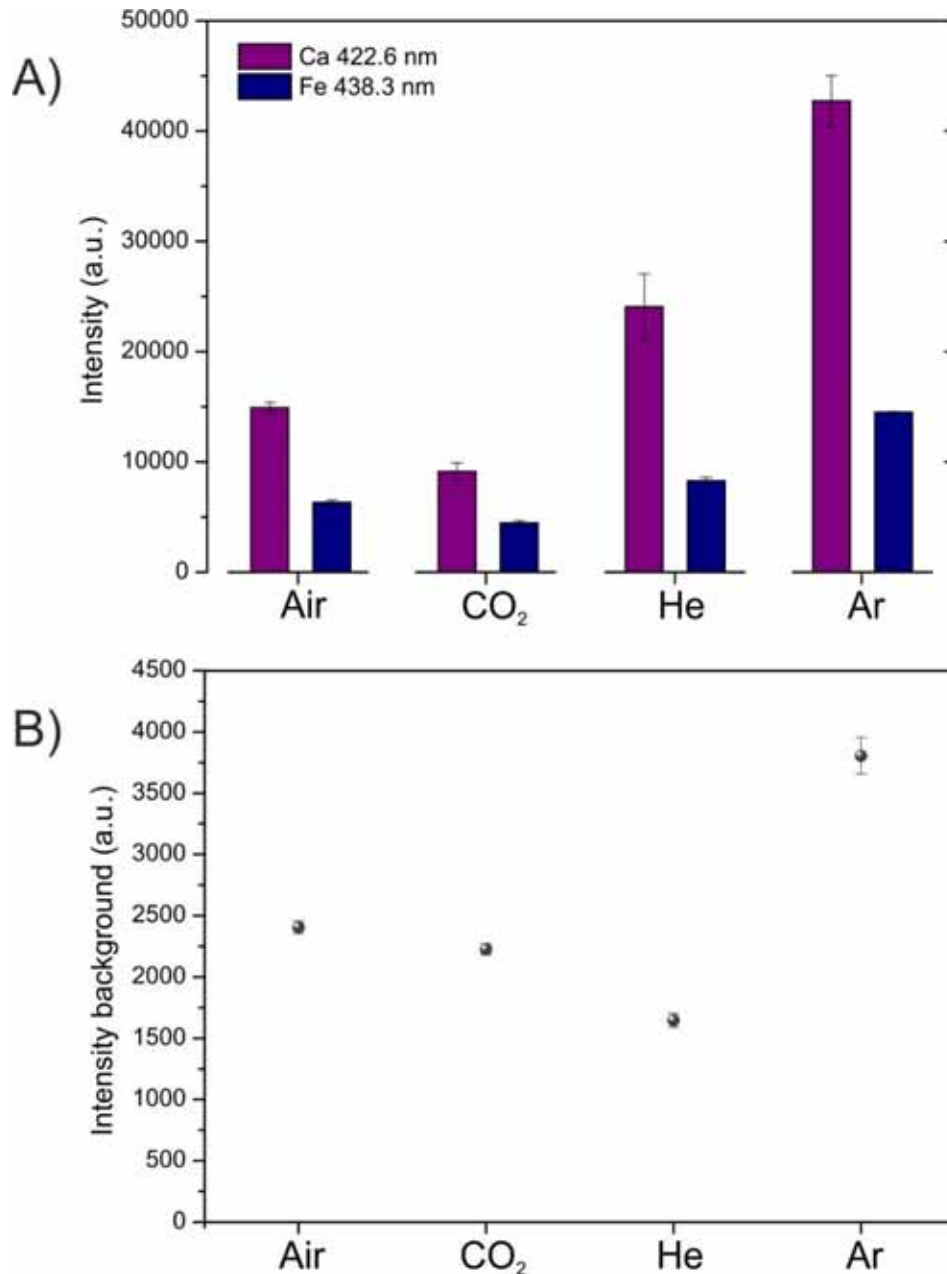 A)
50000
40000
30000
20000
10000
0
Intensity (a.u.)
Ca 422.6 nm
Fe 438.3 nm
Air CO₂ He Ar
B)
4500
4000
3500
3000
2500
2000
1500
1000
500
0
Intensity background (a.u.)
Air CO₂ He Ar